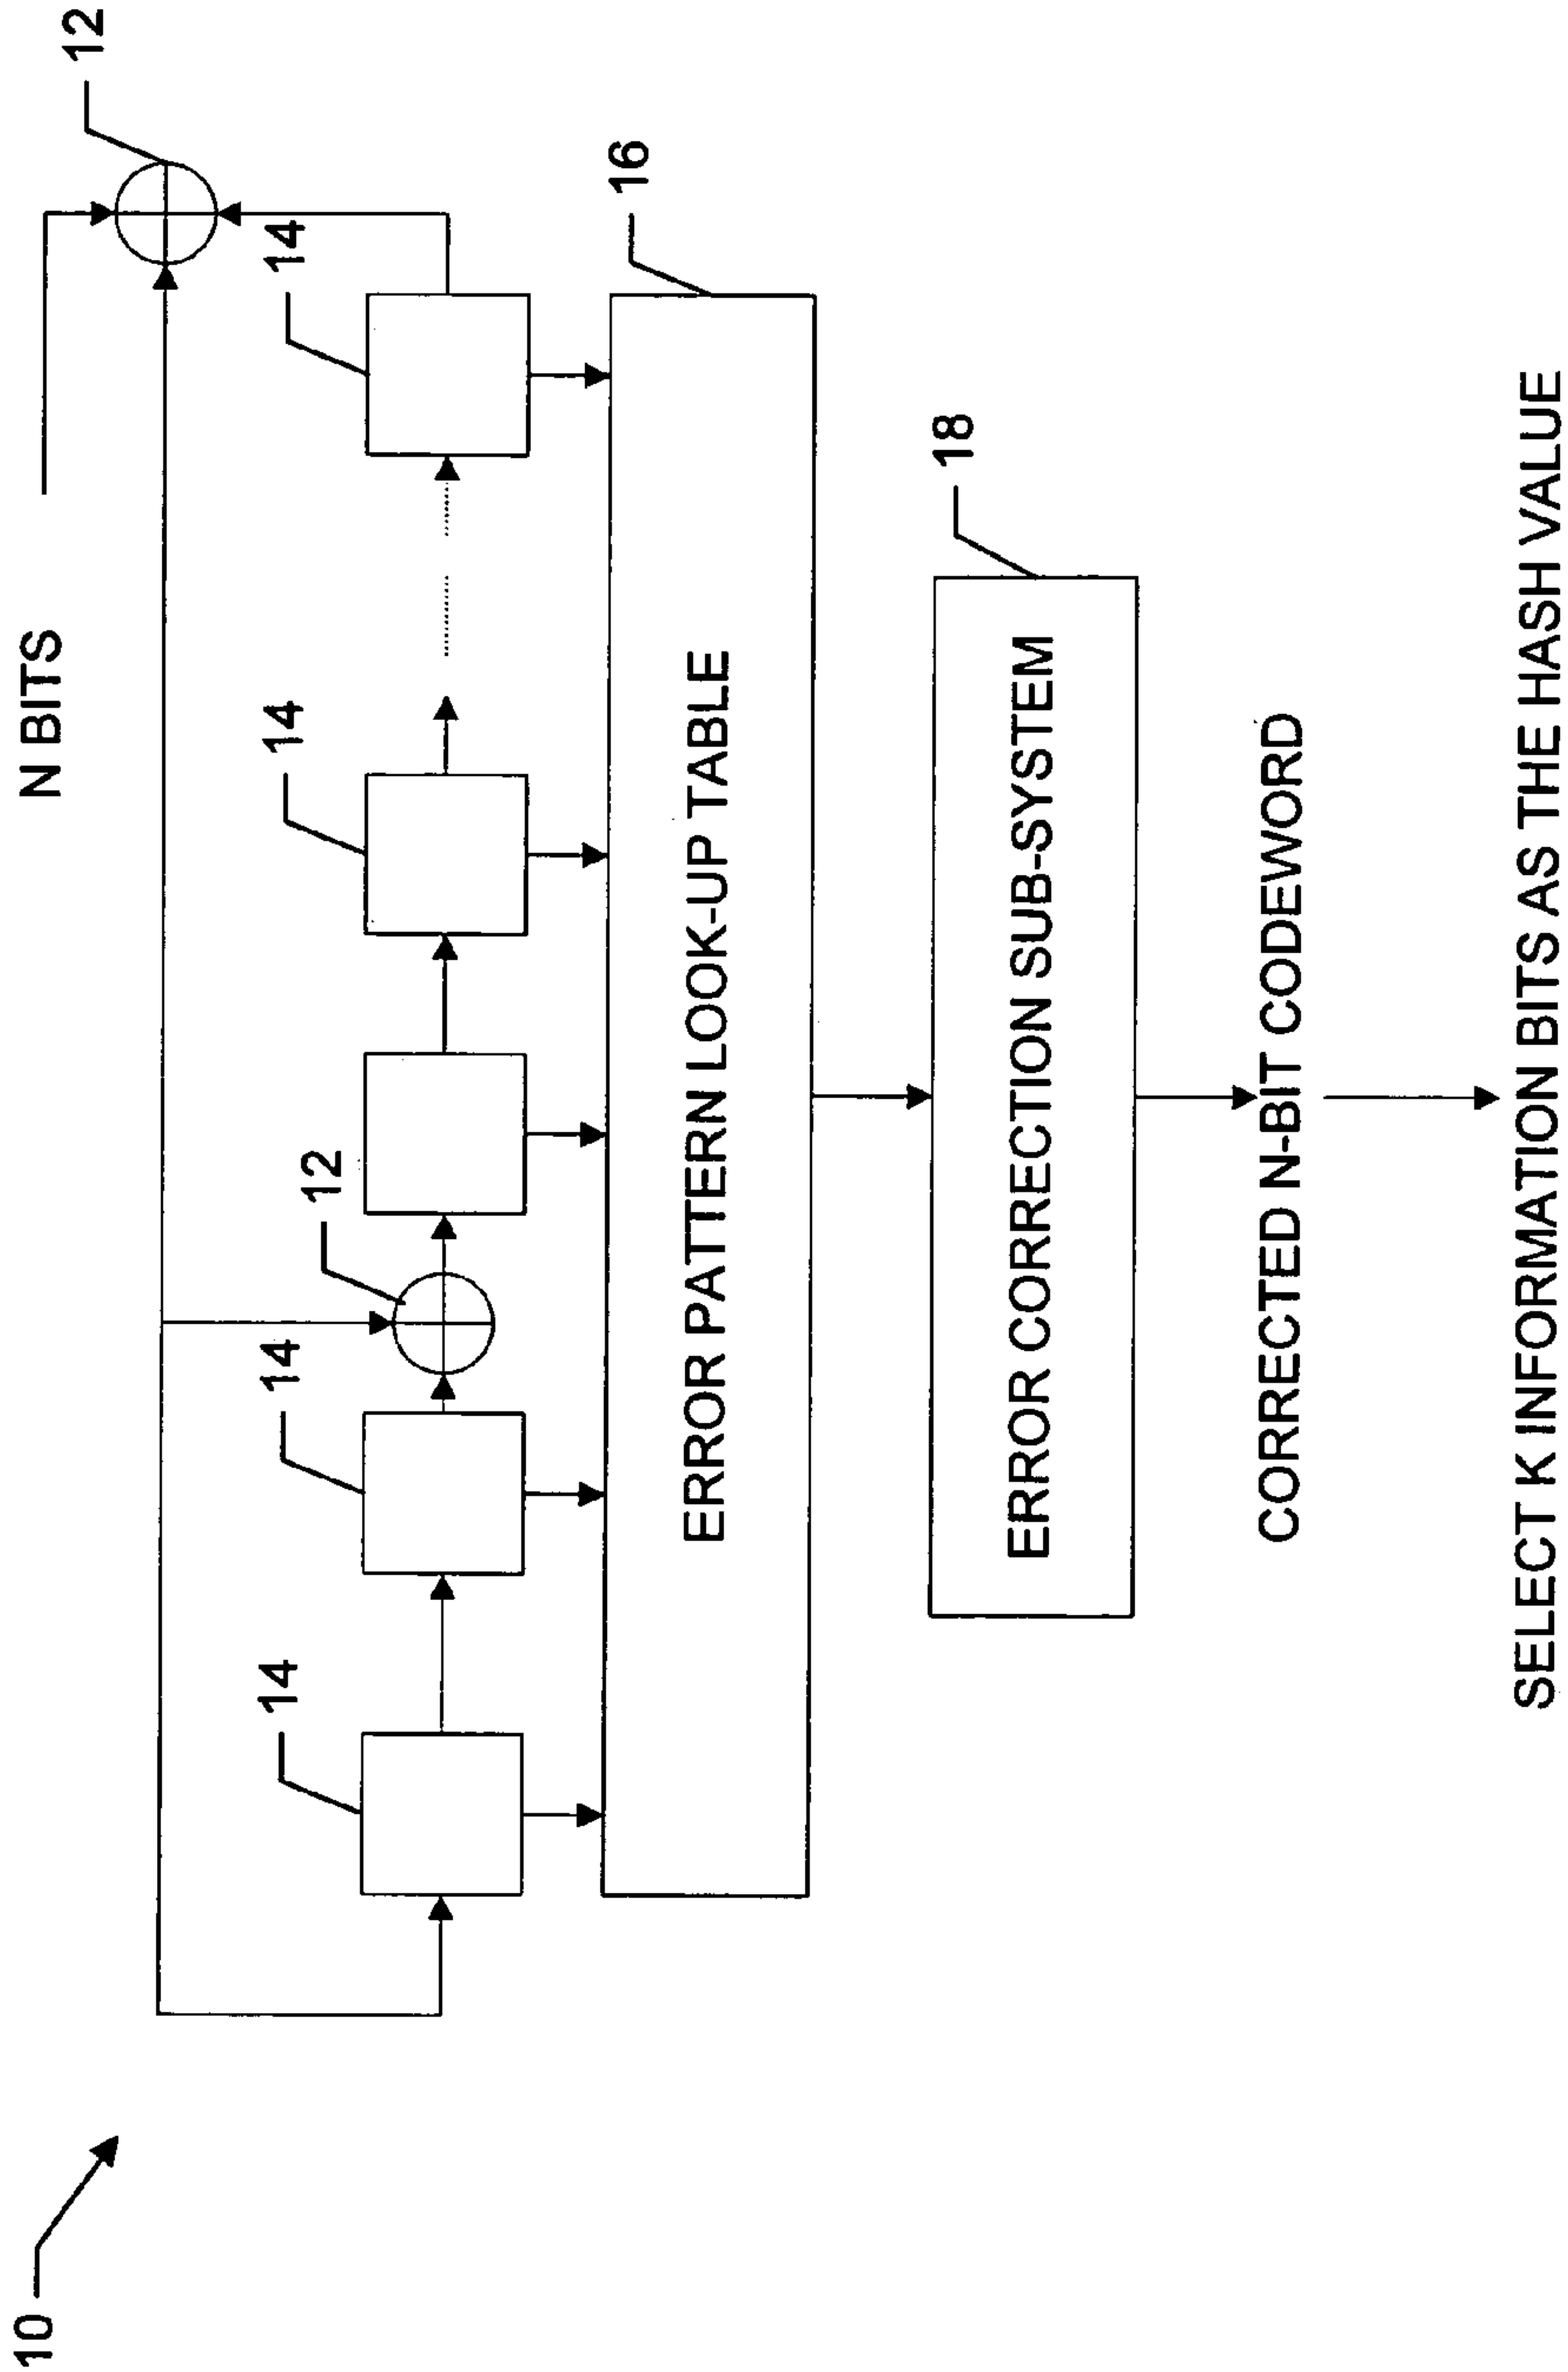 10
N BITS
12
14
14
12
14
14
16
ERROR PATTERN LOOK-UP TABLE
18
ERROR CORRECTION SUB-SYSTEM
CORRECTED N-BIT CODEWORD
SELECT K INFORMATION BITS AS THE HASH VALUE